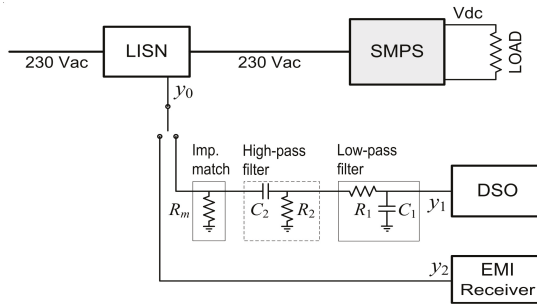 Vdc
LISN
SMPS
LOAD
230 Vac
230 Vac
y0
Imp.
match
High-pass
filter
Low-pass
filter
Rm
C2
R2
R1
C1
y1
DSO
y2
EMI
Receiver